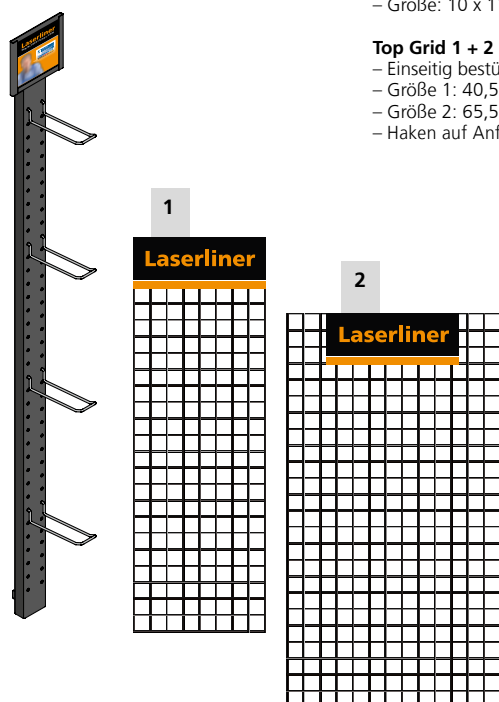 – Größe: 10 x 1
Top Grid 1 + 2
– Einseitig bestü
– Größe 1: 40,5
– Größe 2: 65,5
– Haken auf Anf
Laserliner
1
Laserliner
2
Laserliner